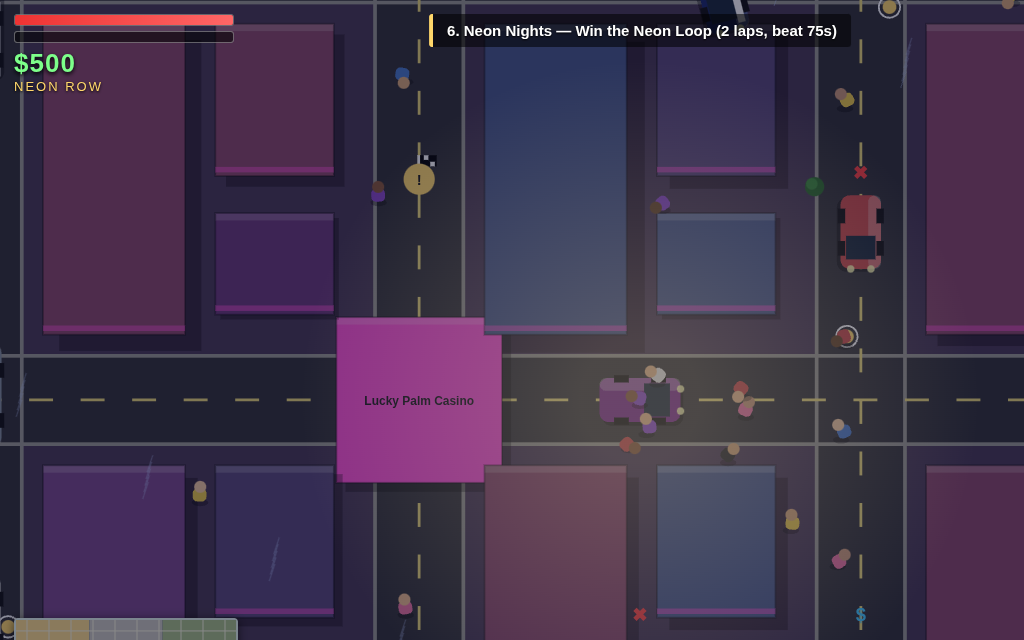 6. Neon Nights — Win the Neon Loop (2 laps, beat 75s)
$500
NEON ROW
!
Lucky Palm Casino
$